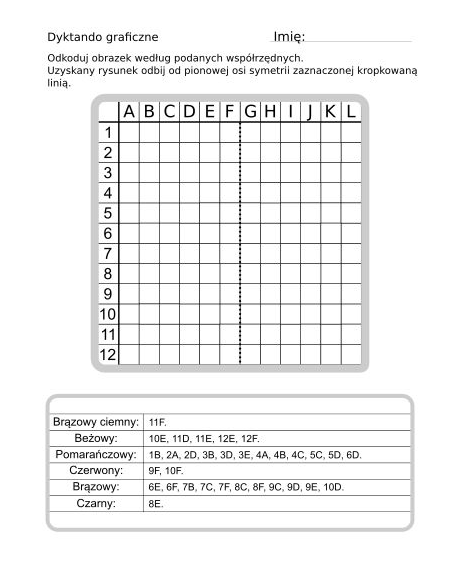 Dyktando graficzne Imię:
Odkoduj obrazek według podanych współrzędnych.
Uzyskany rysunek odbij od pionowej osi symetrii zaznaczonej kropkowaną
linią.
A B C D E F G H I J K L
1
2
3
4
5
6
7
8
9
10
11
12
Brązowy ciemny: 11F.
Beżowy: 10E, 11D, 11E, 12E, 12F.
Pomarańczowy: 1B, 2A, 2D, 3B, 3D, 3E, 4A, 4B, 4C, 5C, 5D, 6D.
Czerwony: 9F, 10F.
Brązowy: 6E, 6F, 7B, 7C, 7F, 8C, 8F, 9C, 9D, 9E, 10D.
Czarny: 8E.